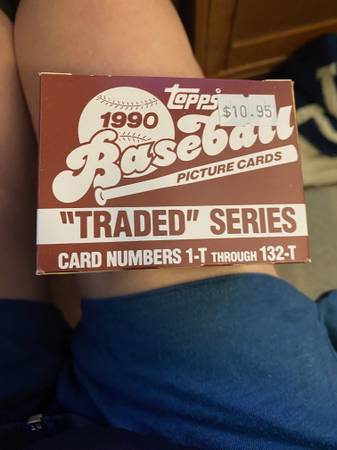 topps
$10.95
1990
Baseball
PICTURE CARDS
"TRADED" SERIES
CARD NUMBERS 1-T THROUGH 132-T